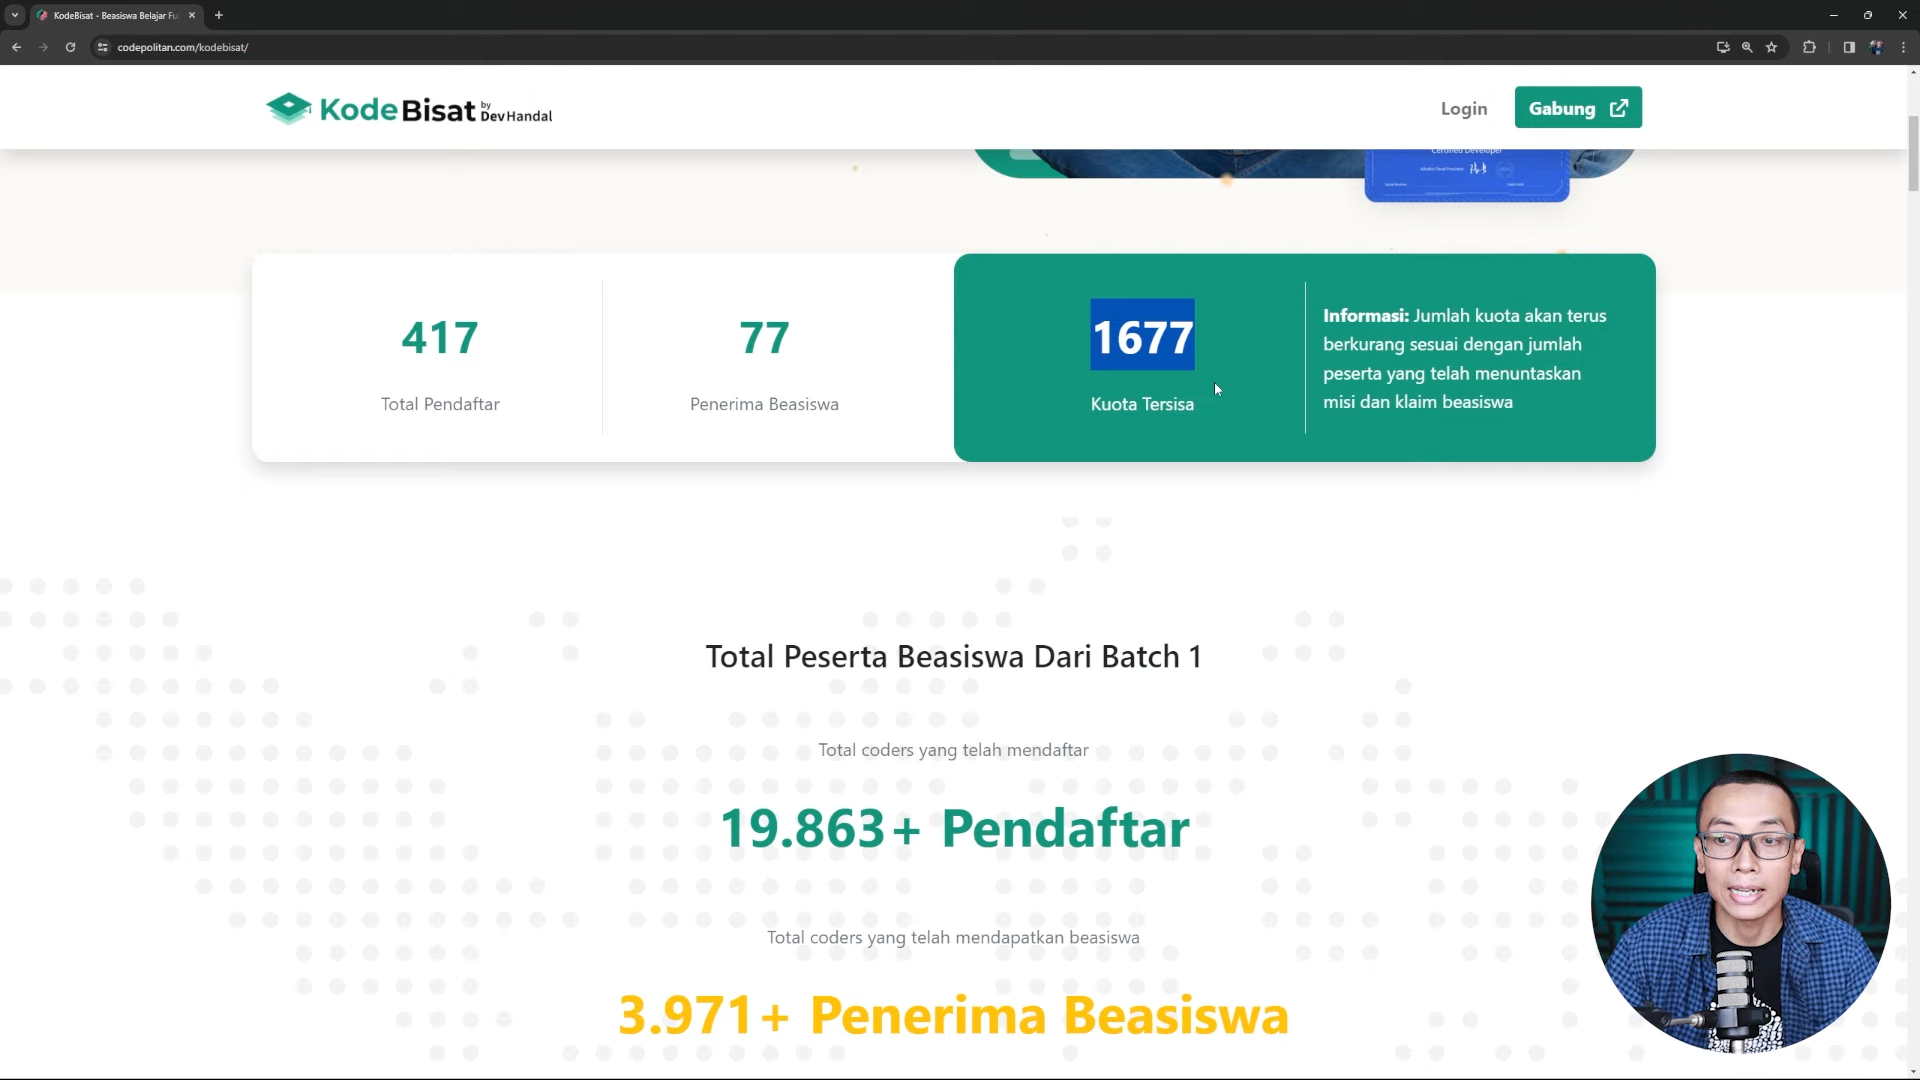 KodeBisat - Beasiswa Belajar Fu
codepolitan.com/kodebisat/
KodeBisat by DevHandal
Login
Gabung
Certified Developer
417
Total Pendaftar
77
Penerima Beasiswa
1677
Kuota Tersisa
Informasi: Jumlah kuota akan terus
berkurang sesuai dengan jumlah
peserta yang telah menuntaskan
misi dan klaim beasiswa
Total Peserta Beasiswa Dari Batch 1
Total coders yang telah mendaftar
19.863+ Pendaftar
Total coders yang telah mendapatkan beasiswa
3.971+ Penerima Beasiswa